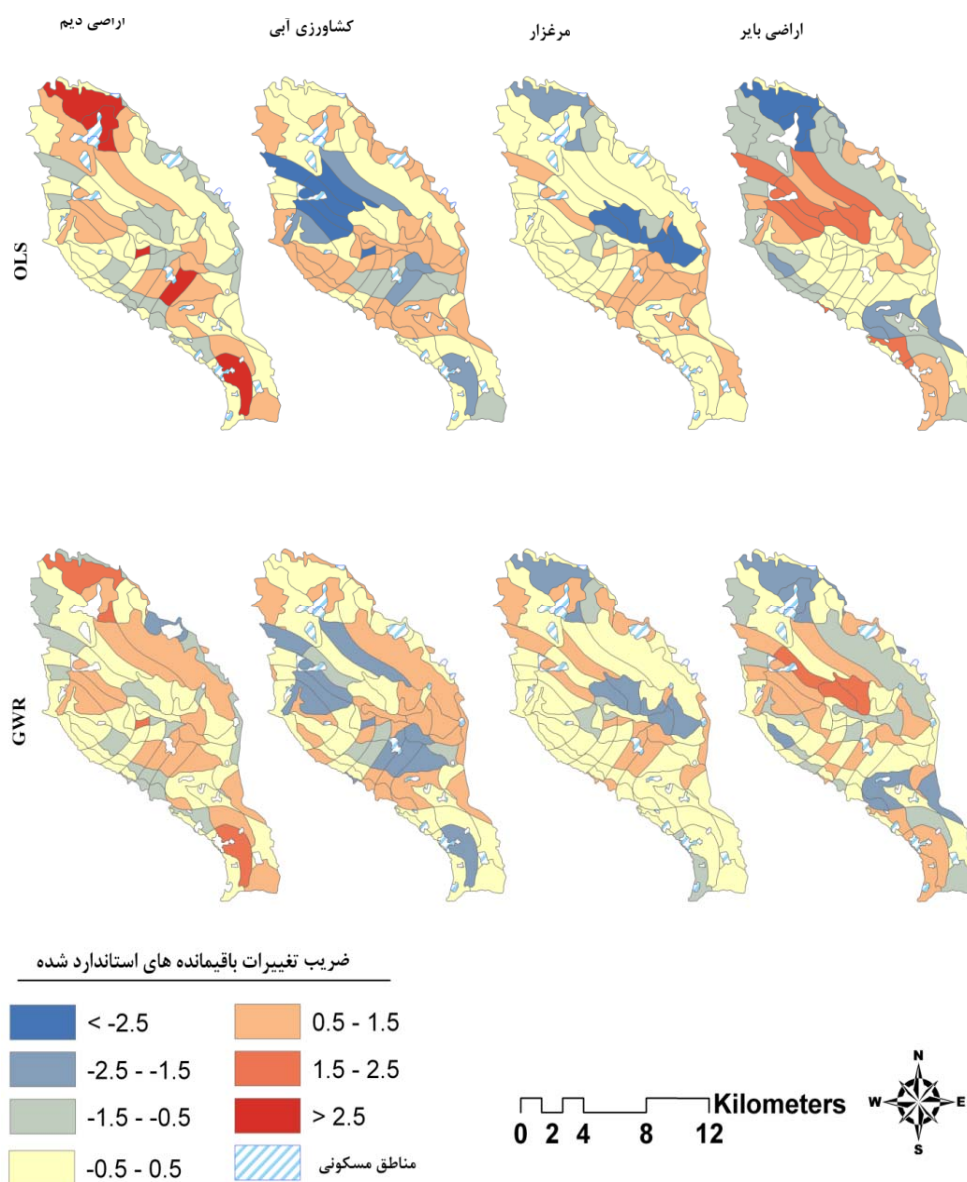 اراضی دیم
کشاورزی آبی
مرغزار
اراضی بایر
OLS
GWR
ضریب تغییرات باقیمانده های استاندارد شده
< -2.5
-2.5 - -1.5
-1.5 - -0.5
-0.5 - 0.5
0.5 - 1.5
1.5 - 2.5
> 2.5
مناطق مسکونی
Kilometers
0 2 4 8 12
N
W E
S